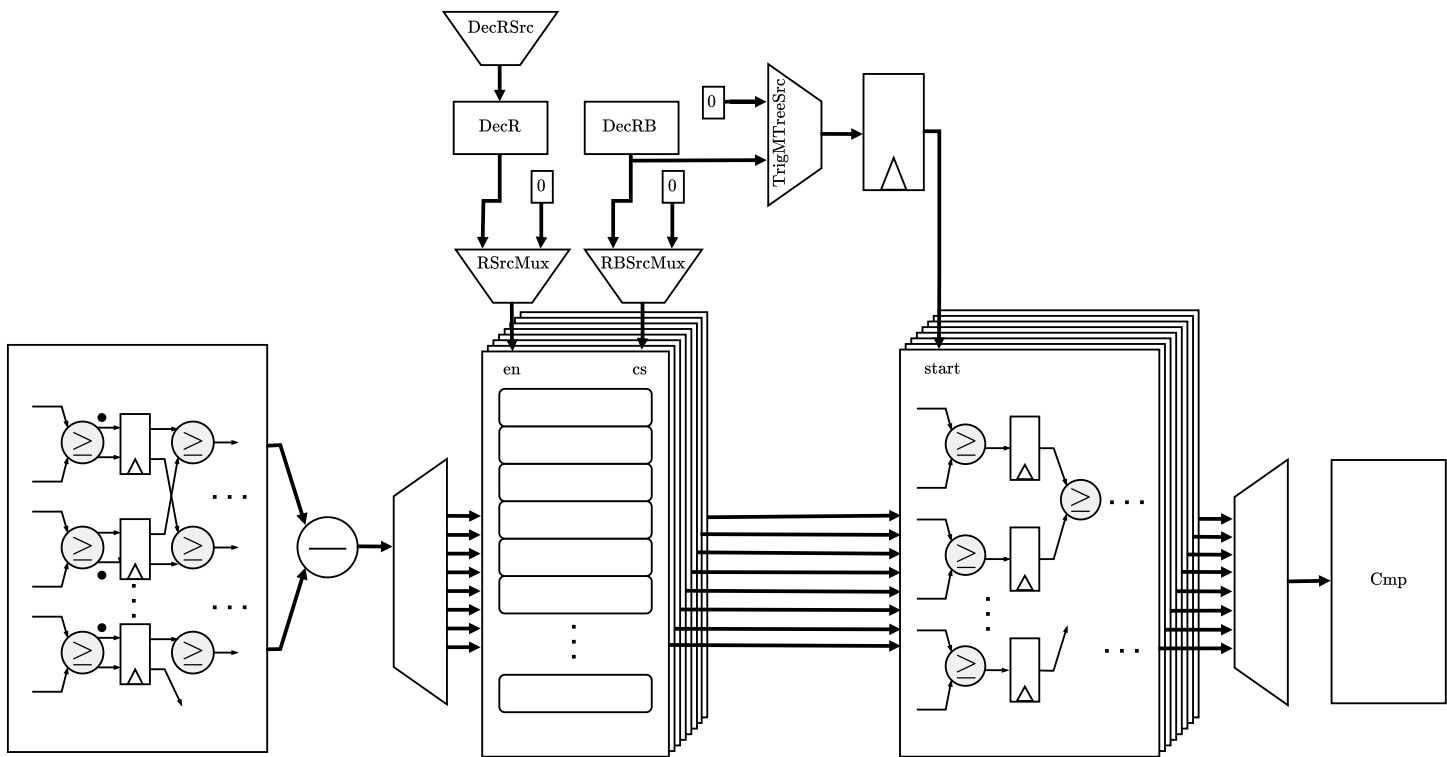 DecRSrc
DecR
DecRB
0
TrigMTreeSrc
0
0
RSrcMux
RBSrcMux
en
cs
start
≥
≥
≥
≥
≥
≥
≥
≥
≥
≥
—
Cmp